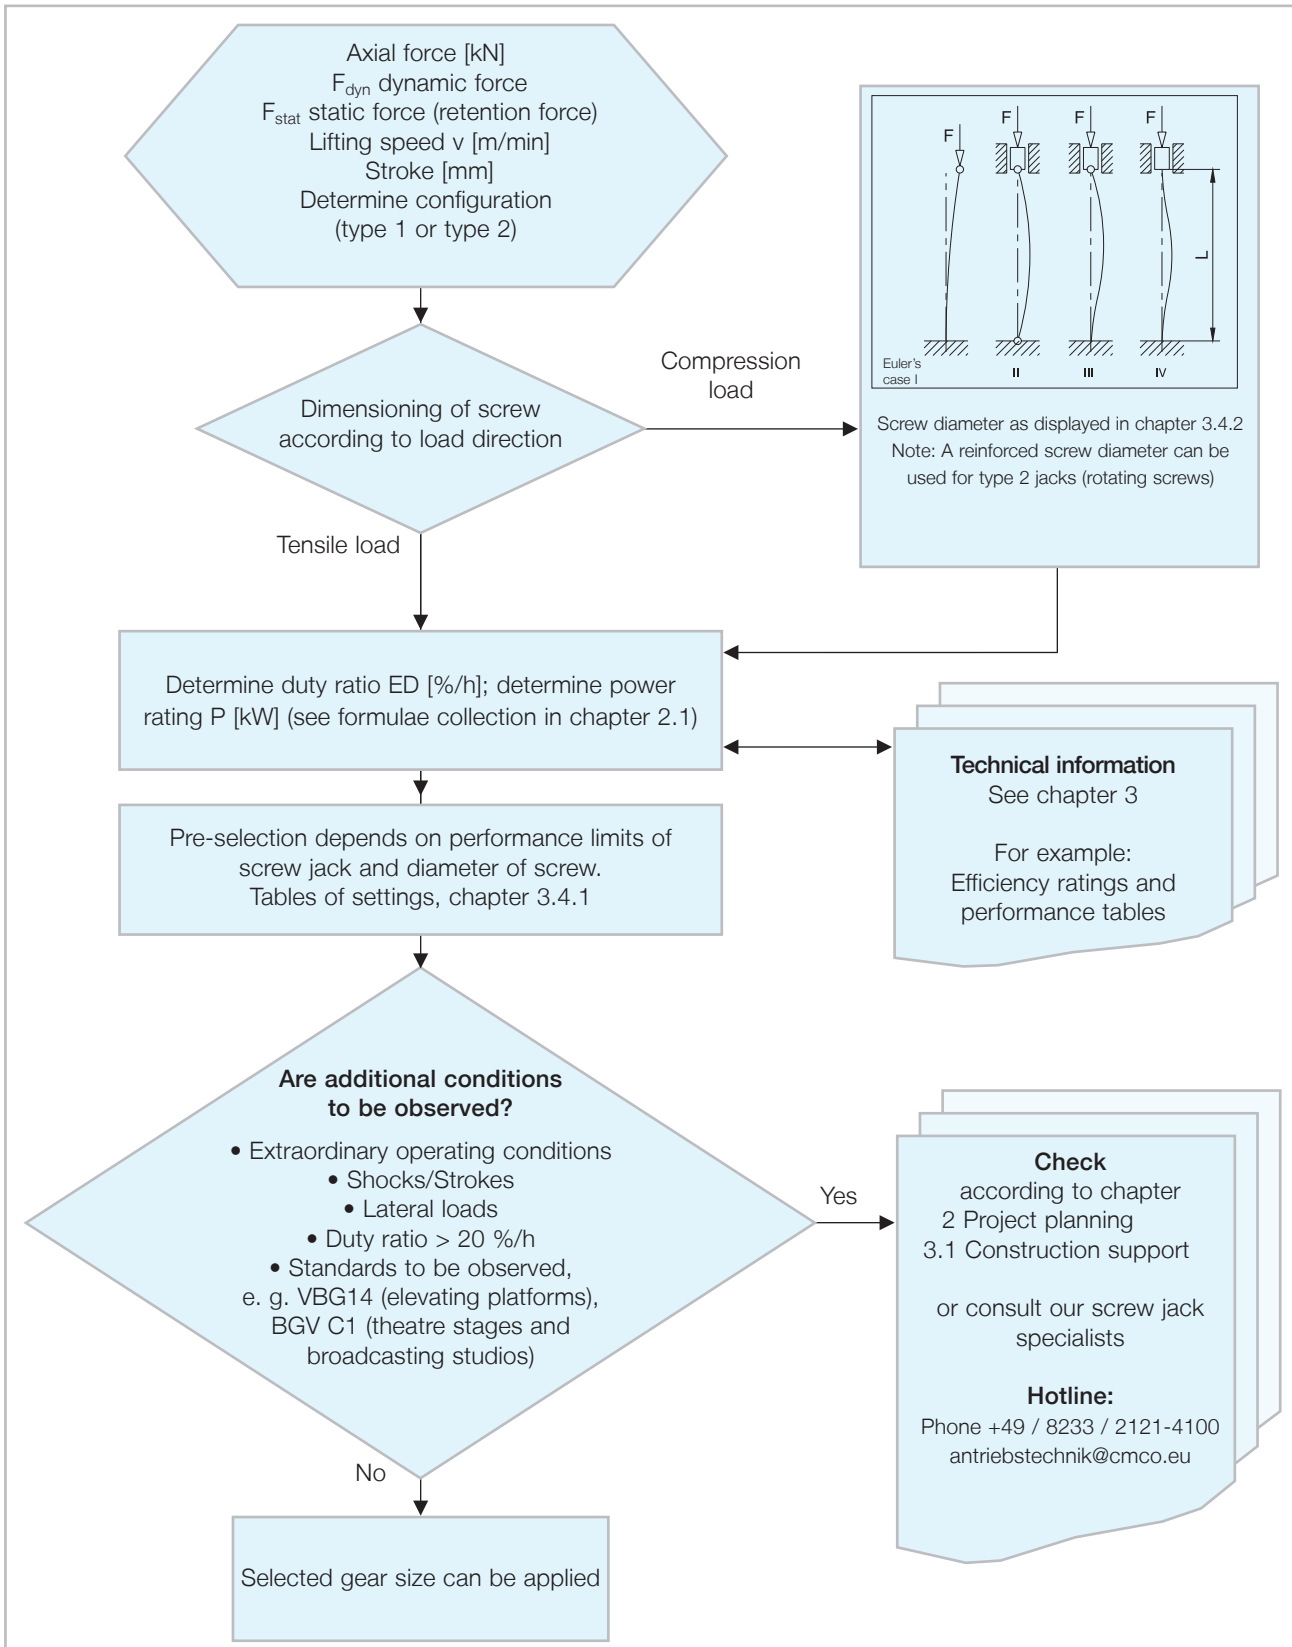 Axial force [kN]
Fdyn dynamic force
Fstat static force (retention force)
Lifting speed v [m/min]
Stroke [mm]
Determine configuration
(type 1 or type 2)
F
F
F
F
L
Euler's
case I
II
III
IV
Screw diameter as displayed in chapter 3.4.2
Note: A reinforced screw diameter can be
used for type 2 jacks (rotating screws)
Compression
load
Dimensioning of screw
according to load direction
Tensile load
Determine duty ratio ED [%/h]; determine power
rating P [kW] (see formulae collection in chapter 2.1)
Technical information
See chapter 3
For example:
Efficiency ratings and
performance tables
Pre-selection depends on performance limits of
screw jack and diameter of screw.
Tables of settings, chapter 3.4.1
Are additional conditions
to be observed?
• Extraordinary operating conditions
• Shocks/Strokes
• Lateral loads
• Duty ratio > 20 %/h
• Standards to be observed,
e. g. VBG14 (elevating platforms),
BGV C1 (theatre stages and
broadcasting studios)
Yes
Check
according to chapter
2 Project planning
3.1 Construction support
or consult our screw jack
specialists
Hotline:
Phone +49 / 8233 / 2121-4100
antriebstechnik@cmco.eu
No
Selected gear size can be applied